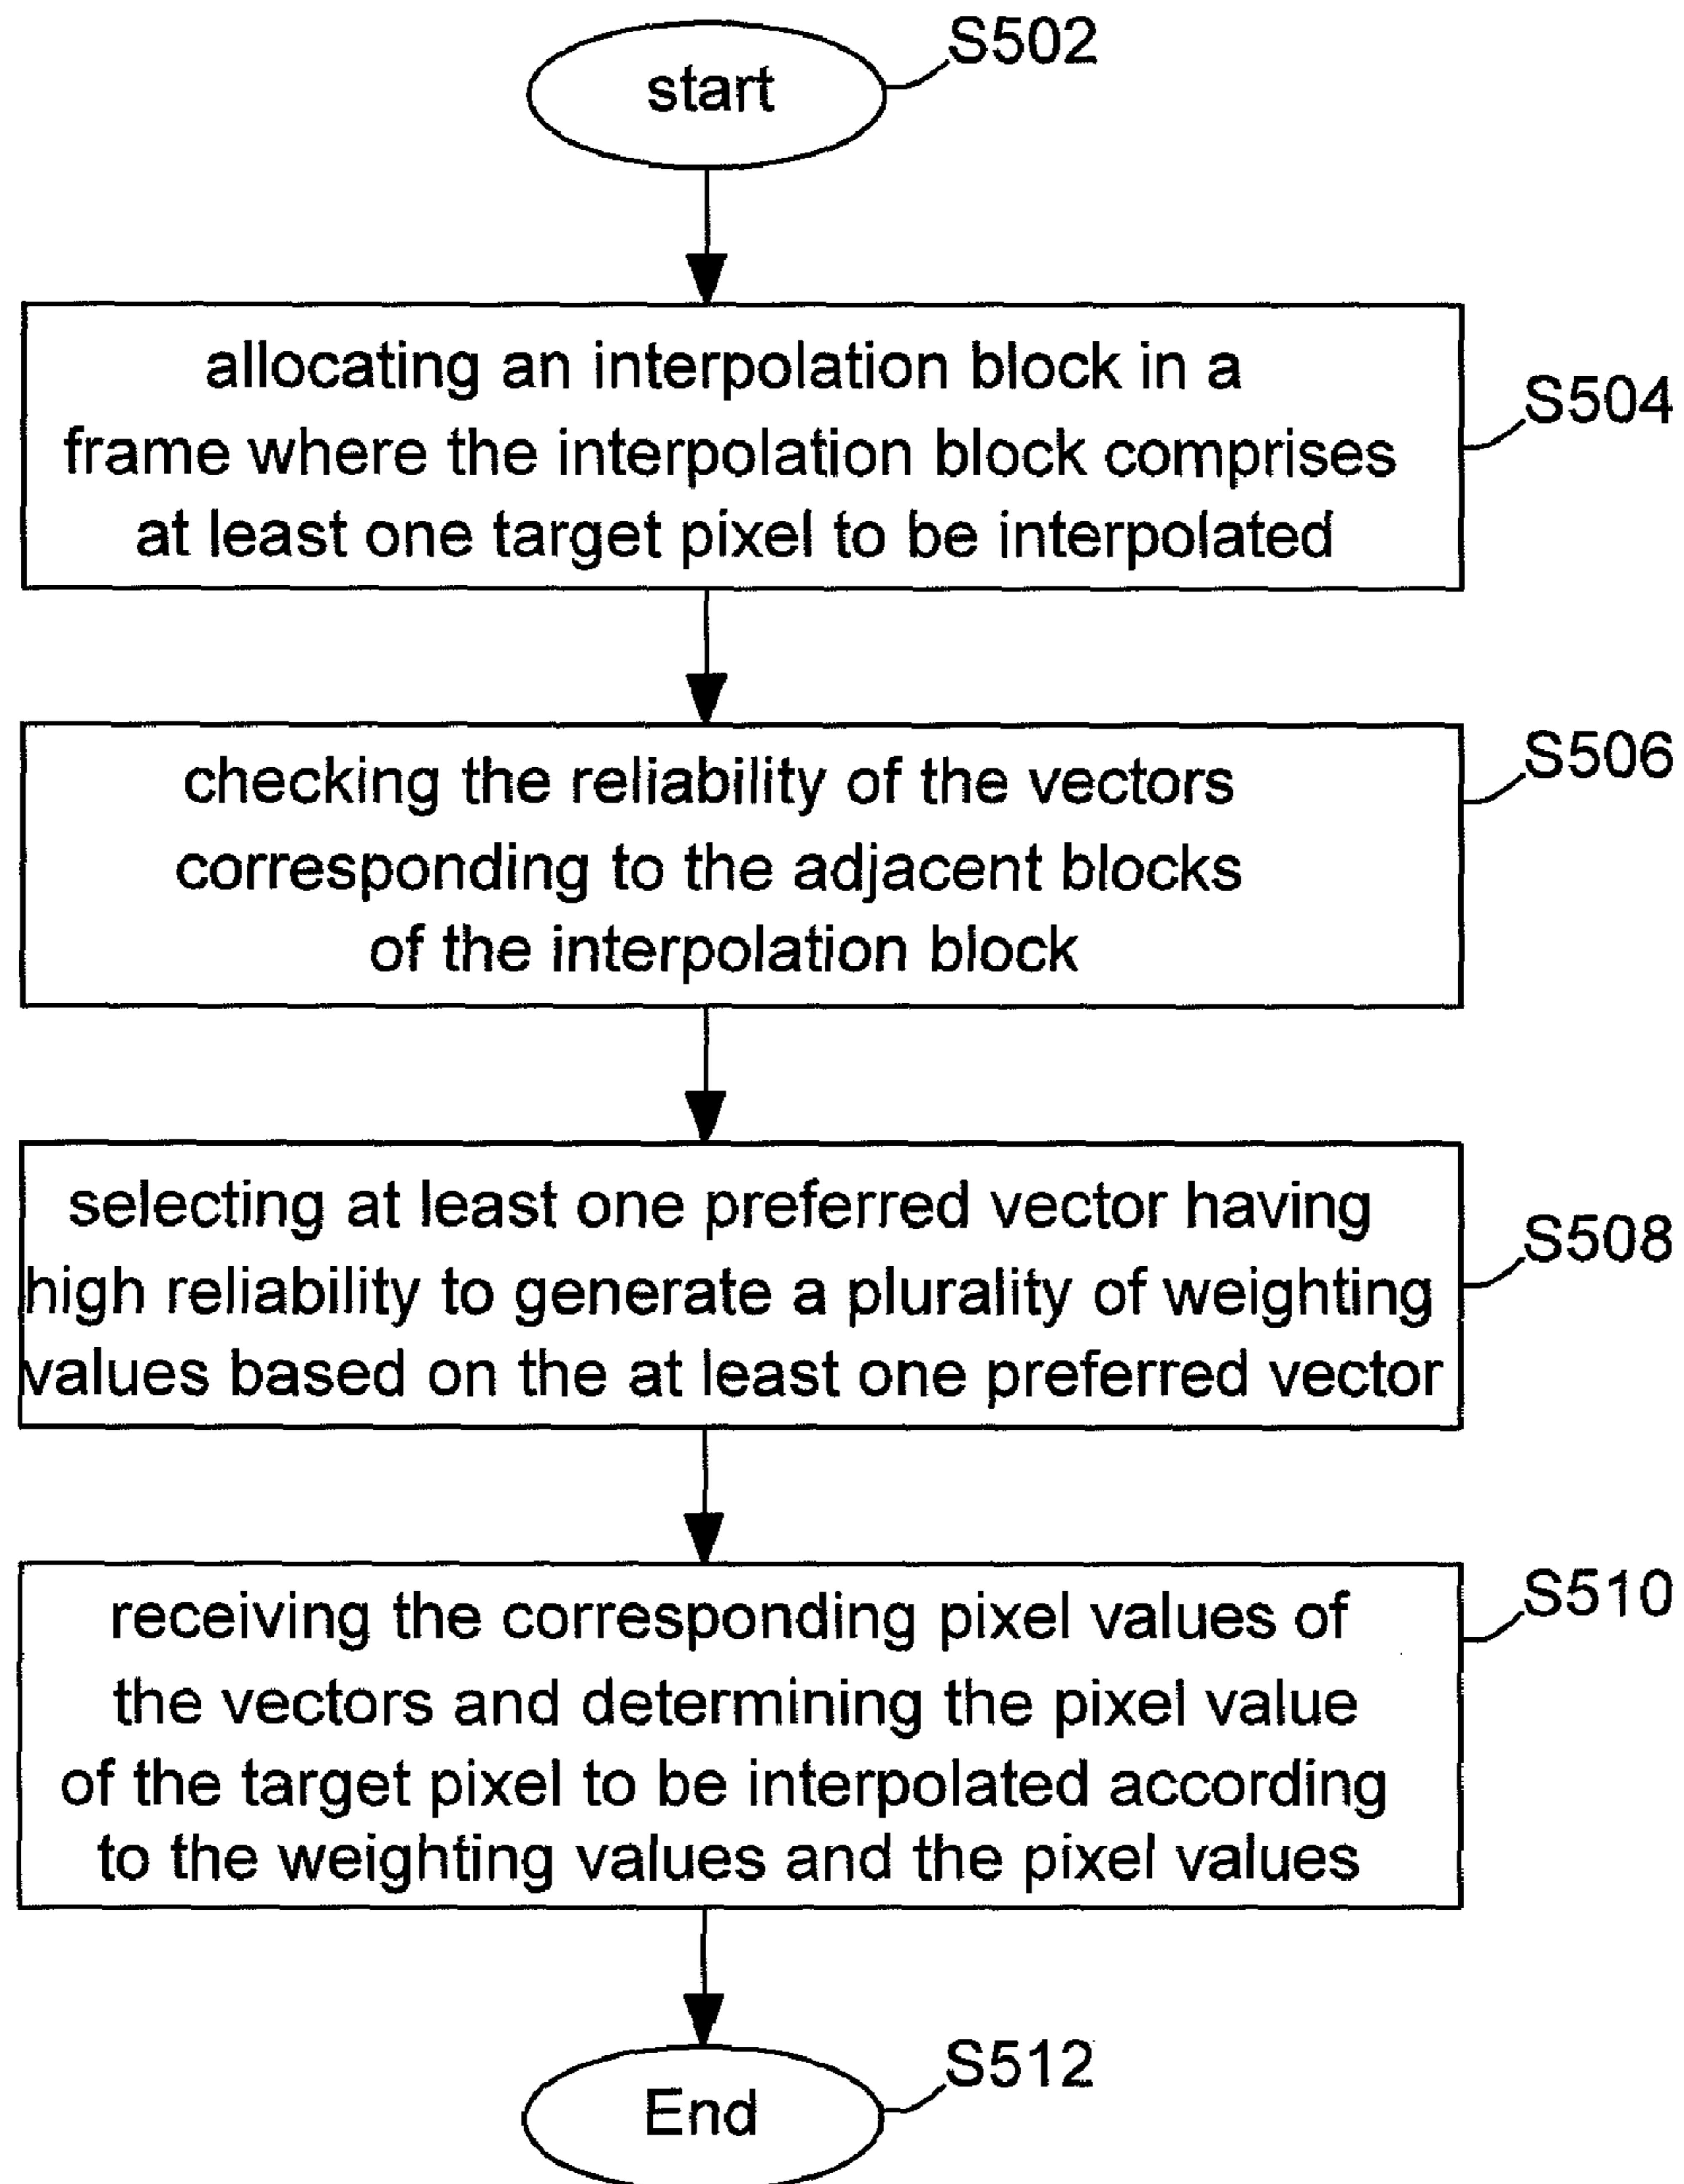 start
S502
allocating an interpolation block in a
frame where the interpolation block comprises
at least one target pixel to be interpolated
S504
checking the reliability of the vectors
corresponding to the adjacent blocks
of the interpolation block
S506
selecting at least one preferred vector having
high reliability to generate a plurality of weighting
values based on the at least one preferred vector
S508
receiving the corresponding pixel values of
the vectors and determining the pixel value
of the target pixel to be interpolated according
to the weighting values and the pixel values
S510
End
S512